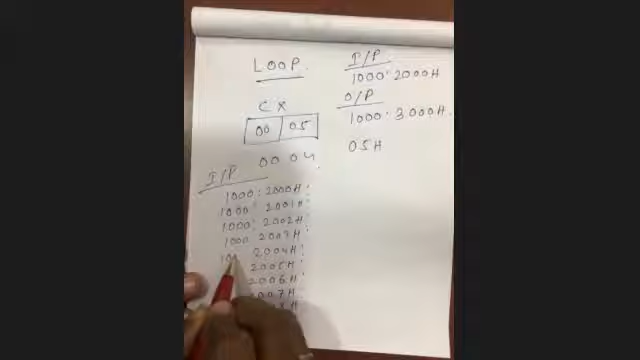 LOOP.
CX
00 05
00 04
I/P
1000:2000H
O/P
1000:3000H.
05H
I/P
1000:2000H:
1000:2001H:
1000:2002H:
1000:2003H:
2004H:
2005H:
2006H:
2007H